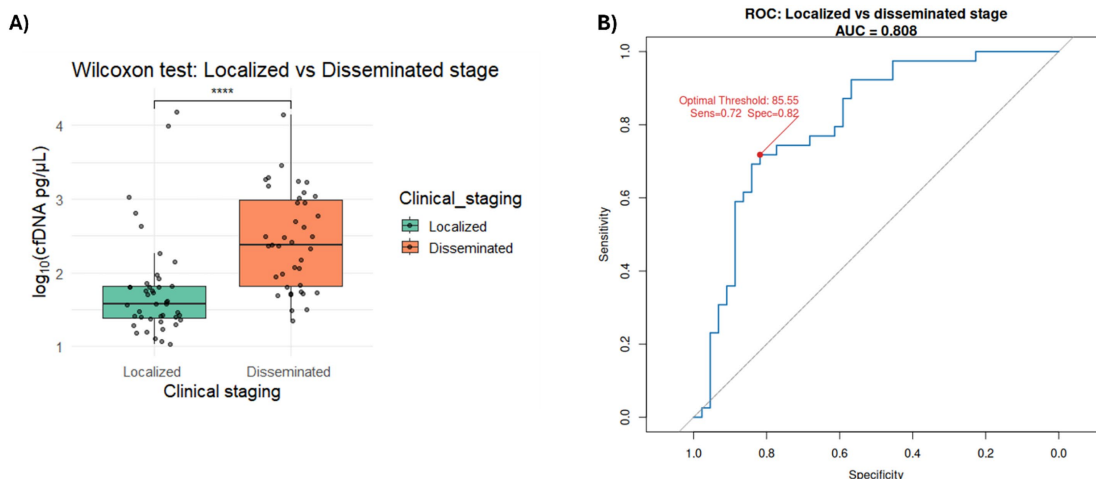 A)
Wilcoxon test: Localized vs Disseminated stage
****
4
3
2
1
log₁₀(cfDNA pg/µL)
Localized
Disseminated
Clinical staging
Clinical_staging
Localized
Disseminated
B)
ROC: Localized vs disseminated stage
AUC = 0.808
Optimal Threshold: 85.55
Sens=0.72 Spec=0.82
1.0
0.8
0.6
0.4
0.2
0.0
Sensitivity
1.0 0.8 0.6 0.4 0.2 0.0
Specificity